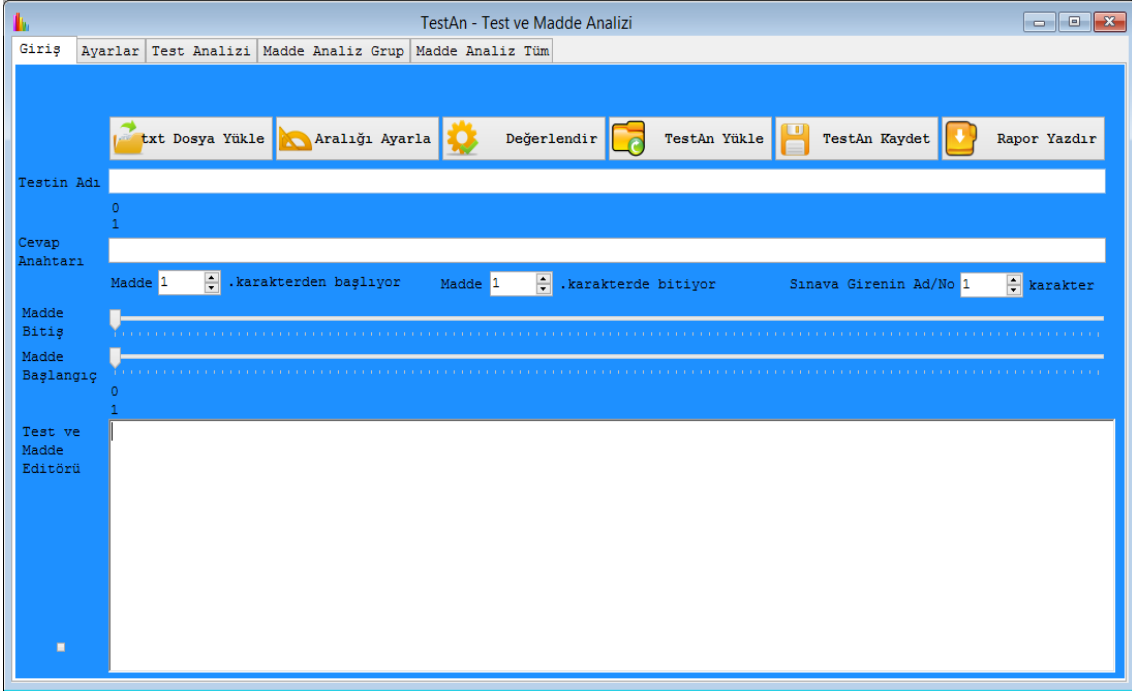 TestAn - Test ve Madde Analizi
Giriş Ayarlar Test Analizi Madde Analiz Grup Madde Analiz Tüm
txt Dosya Yükle Aralığı Ayarla Değerlendir TestAn Yükle TestAn Kaydet Rapor Yazdır
Testin Adı
0
1
Cevap
Anahtarı
Madde 1 .karakterden başlıyor Madde 1 .karakterde bitiyor Sınava Girenin Ad/No 1 karakter
Madde
Bitiş
Madde
Başlangıç
0
1
Test ve
Madde
Editörü